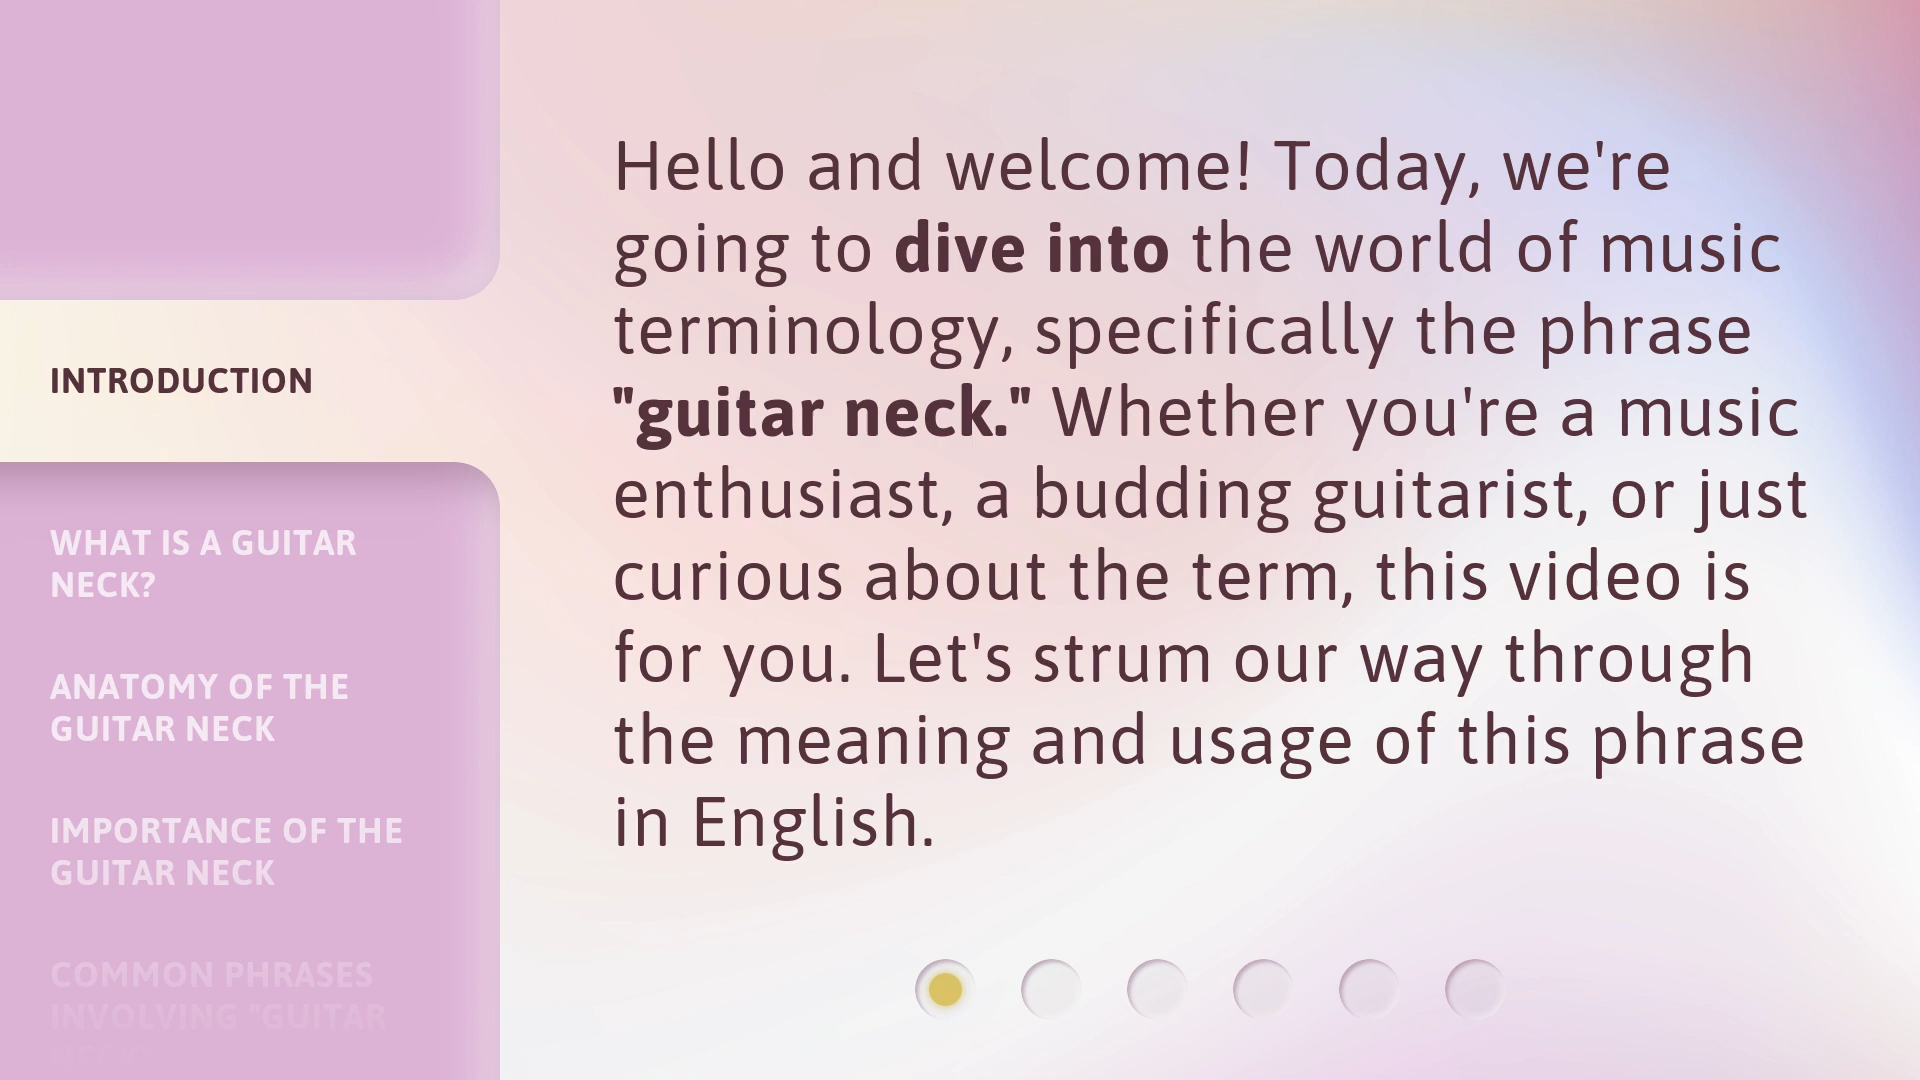 INTRODUCTION
WHAT IS A GUITAR
NECK?
ANATOMY OF THE
GUITAR NECK
IMPORTANCE OF THE
GUITAR NECK
COMMON PHRASES
INVOLVING "GUITAR
NECK"
Hello and welcome! Today, we're
going to dive into the world of music
terminology, specifically the phrase
"guitar neck." Whether you're a music
enthusiast, a budding guitarist, or just
curious about the term, this video is
for you. Let's strum our way through
the meaning and usage of this phrase
in English.